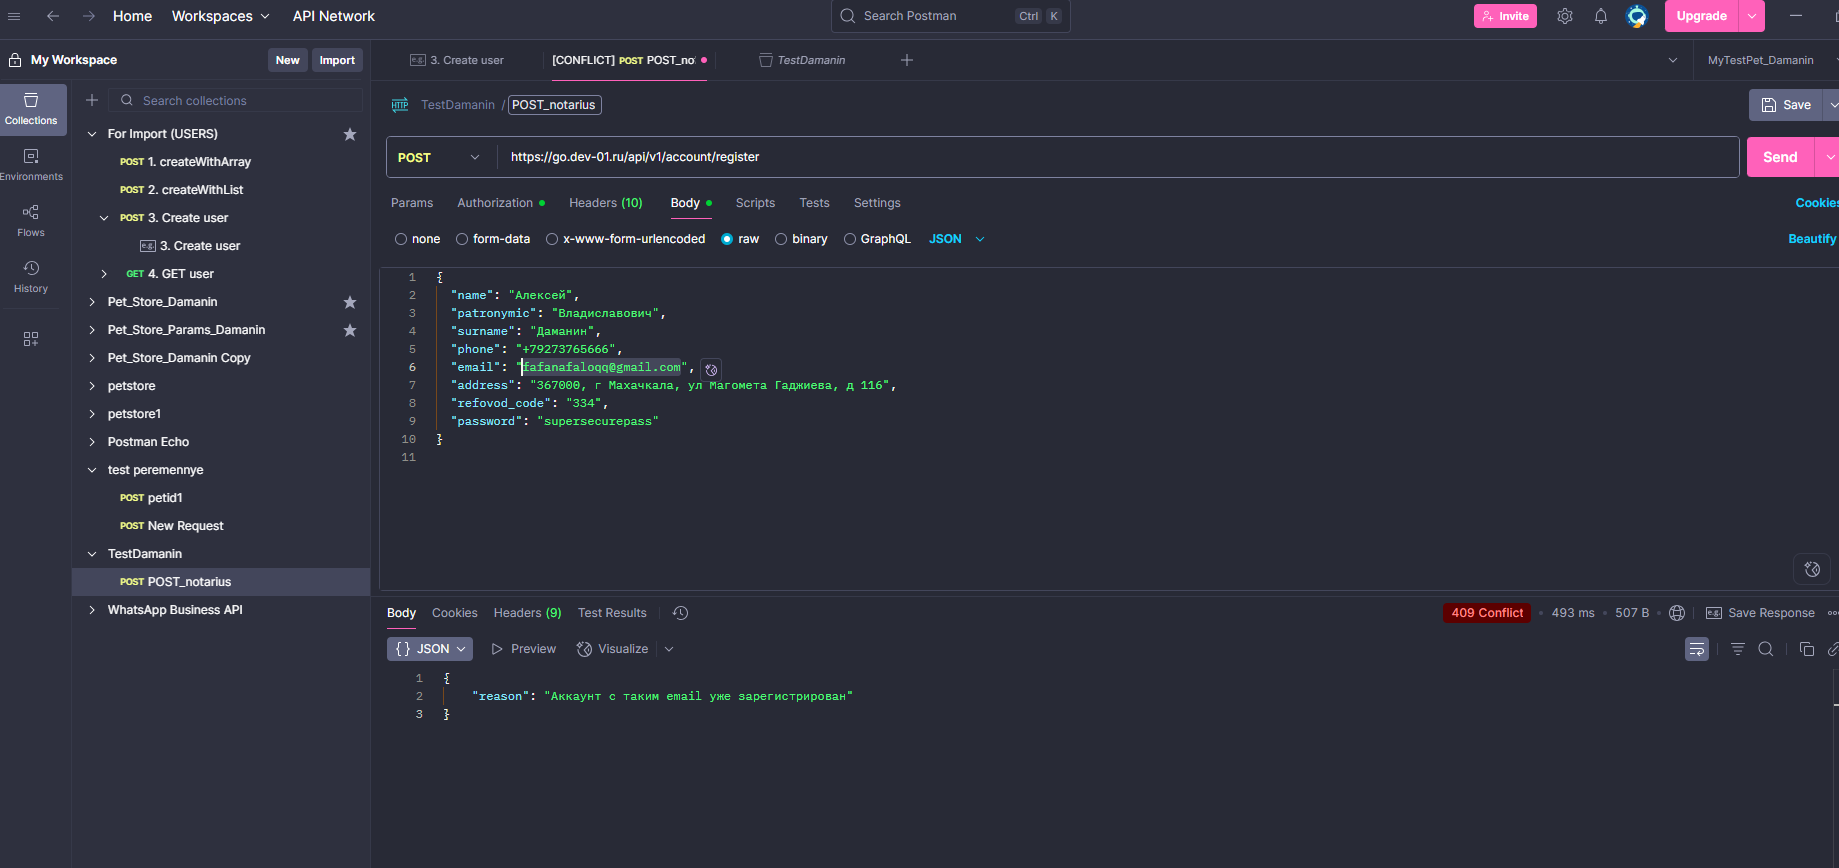 Home Workspaces API Network Search Postman Ctrl K Invite Upgrade
My Workspace New Import e.g. 3. Create user [CONFLICT] POST POST_no TestDamanin MyTestPet_Damanin
Collections
Environments
Flows
History
Search collections
For Import (USERS)
POST 1. createWithArray
POST 2. createWithList
POST 3. Create user
e.g. 3. Create user
GET 4. GET user
Pet_Store_Damanin
Pet_Store_Params_Damanin
Pet_Store_Damanin Copy
petstore
petstore1
Postman Echo
test peremennye
POST petid1
POST New Request
TestDamanin
POST POST_notarius
WhatsApp Business API
HTTP TestDamanin / POST_notarius Save
POST https://go.dev-01.ru/api/v1/account/register Send
Params Authorization Headers (10) Body Scripts Tests Settings Cookies
none form-data x-www-form-urlencoded raw binary GraphQL JSON Beautify
1 {
2 "name": "Алексей",
3 "patronymic": "Владиславович",
4 "surname": "Даманин",
5 "phone": "+79273765666",
6 "email": "fafanafaloqq@gmail.com",
7 "address": "367000, г Махачкала, ул Магомета Гаджиева, д 116",
8 "refovod_code": "334",
9 "password": "supersecurepass"
10 }
11
Body Cookies Headers (9) Test Results 409 Conflict 493 ms 507 B e.g. Save Response
{} JSON Preview Visualize
1 {
2 "reason": "Аккаунт с таким email уже зарегистрирован"
3 }